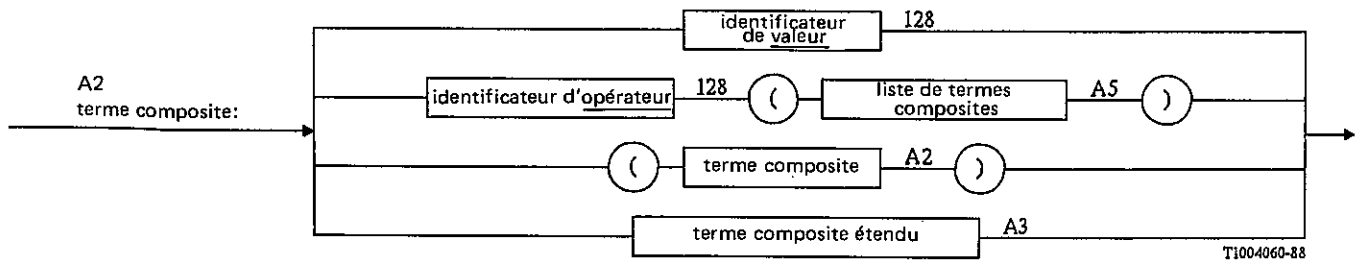 identificateur 128
de valeur
A2
terme composite:
identificateur d'opérateur 128 ( liste de termes composites A5 )
( terme composite A2 )
terme composite étendu A3
T1004060-88